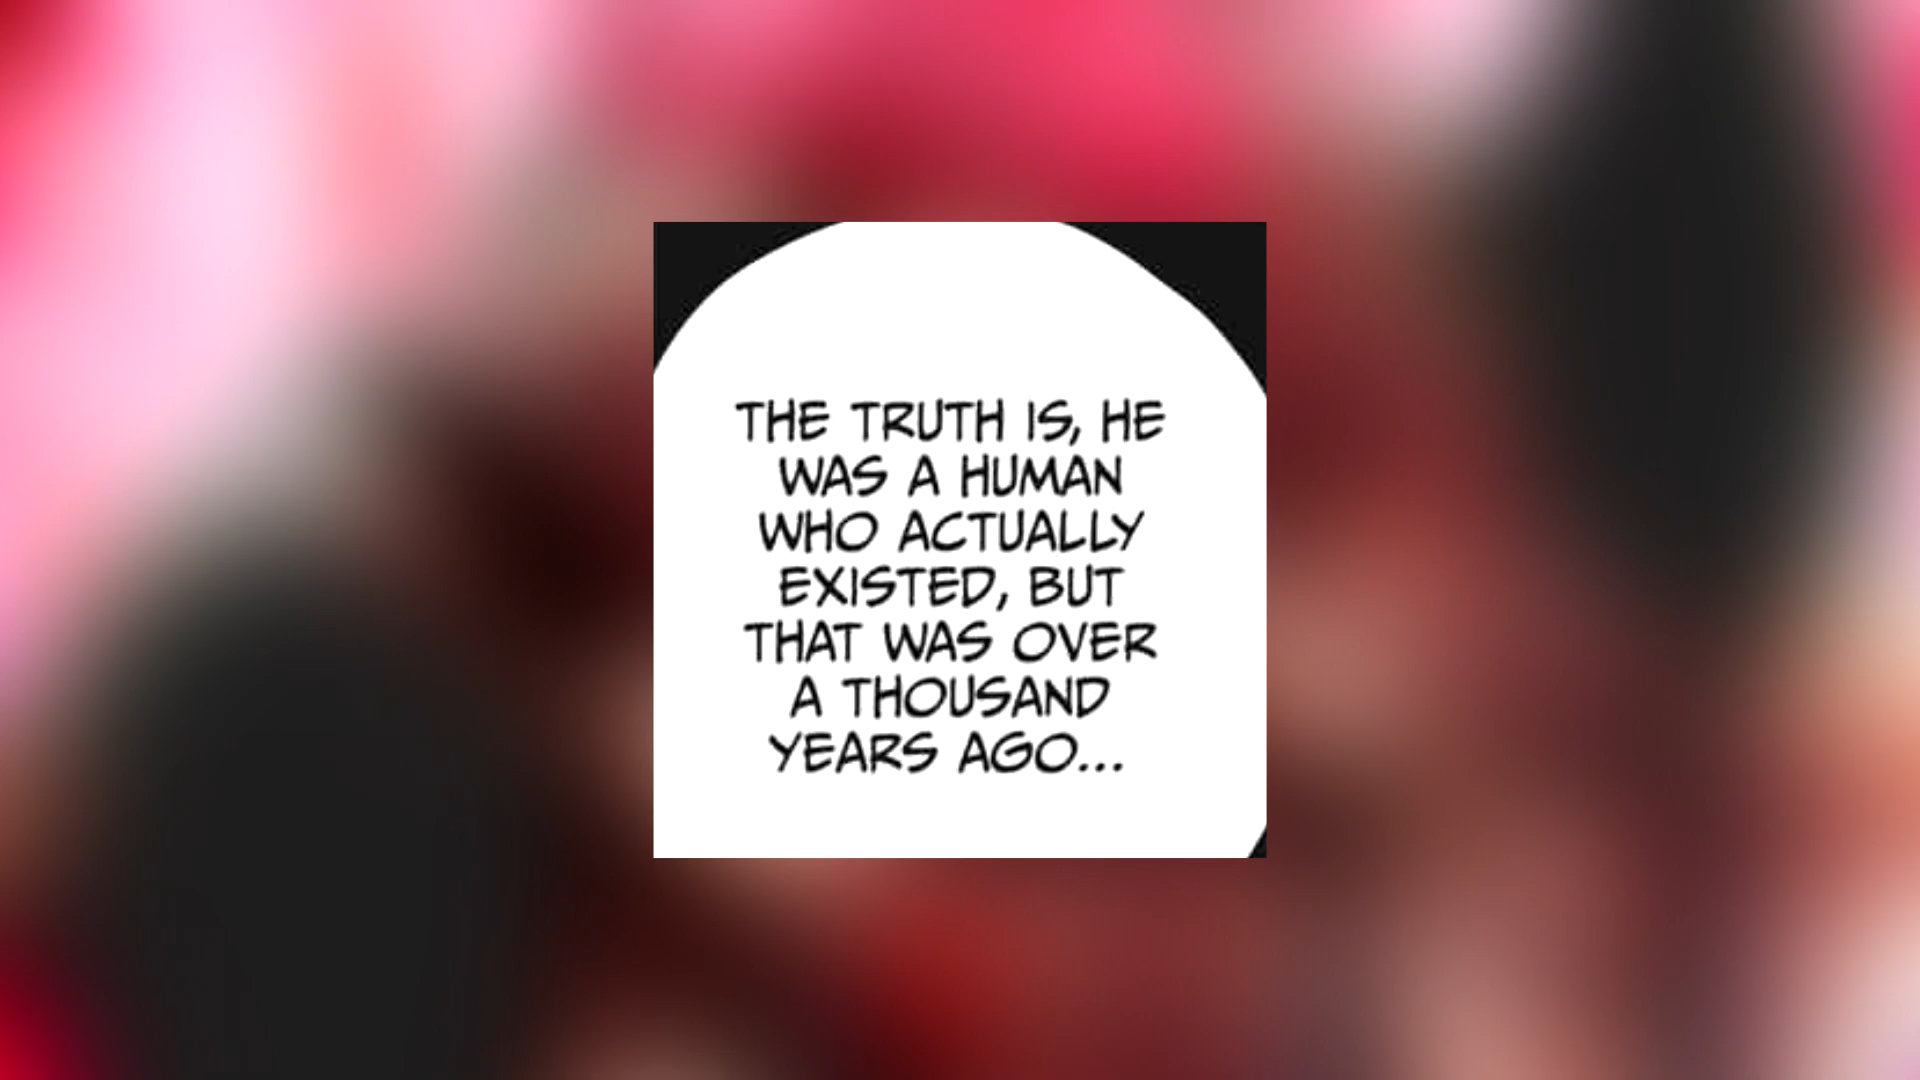 THE TRUTH IS, HE
WAS A HUMAN
WHO ACTUALLY
EXISTED, BUT
THAT WAS OVER
A THOUSAND
YEARS AGO...